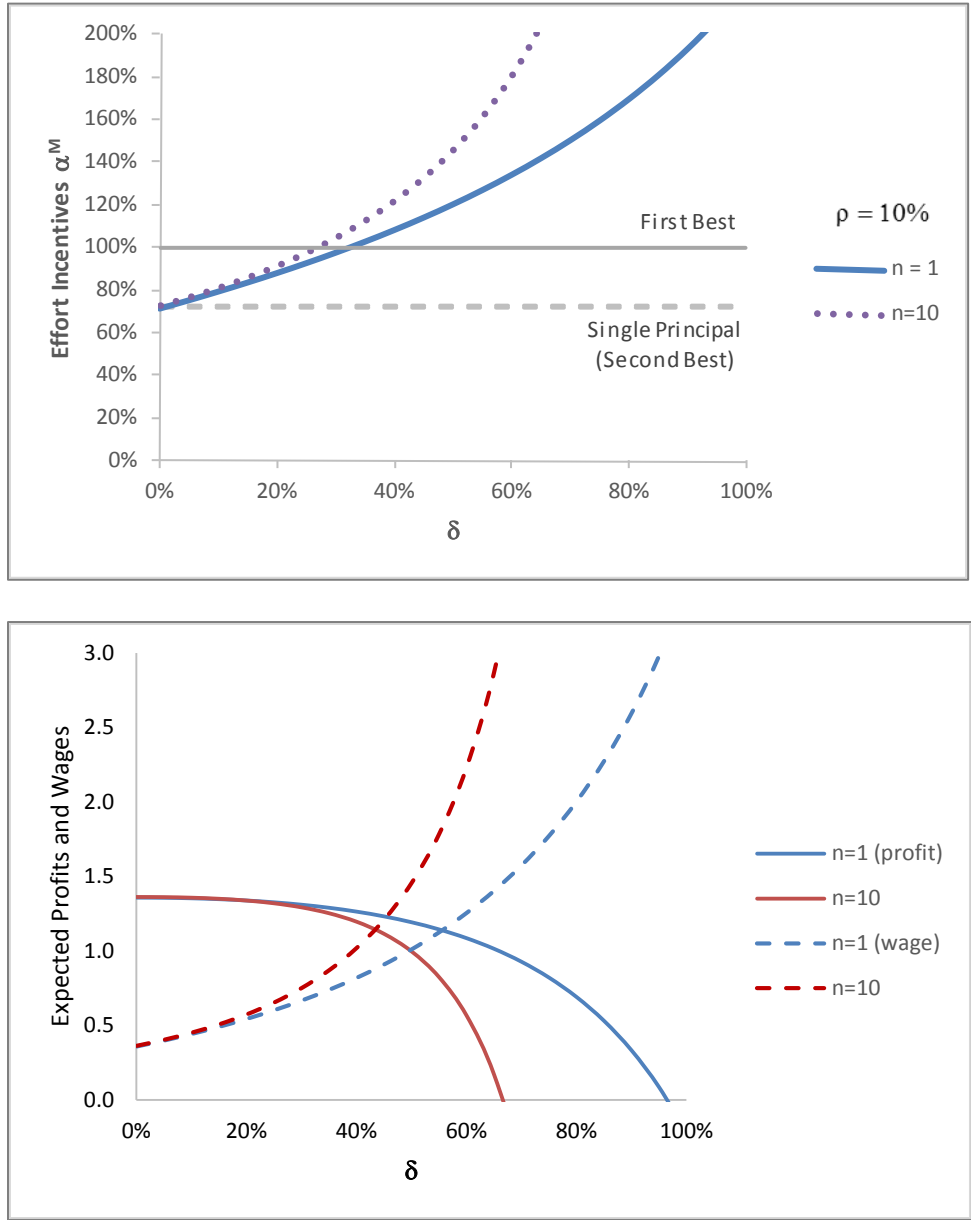 200%
180%
160%
140%
120%
100%
80%
60%
40%
20%
0%
Effort Incentives αᴹ
First Best
Single Principal
(Second Best)
ρ = 10%
n = 1
n=10
0% 20% 40% 60% 80% 100%
δ
3.0
2.5
2.0
1.5
1.0
0.5
0.0
Expected Profits and Wages
n=1 (profit)
n=10
n=1 (wage)
n=10
0% 20% 40% 60% 80% 100%
δ